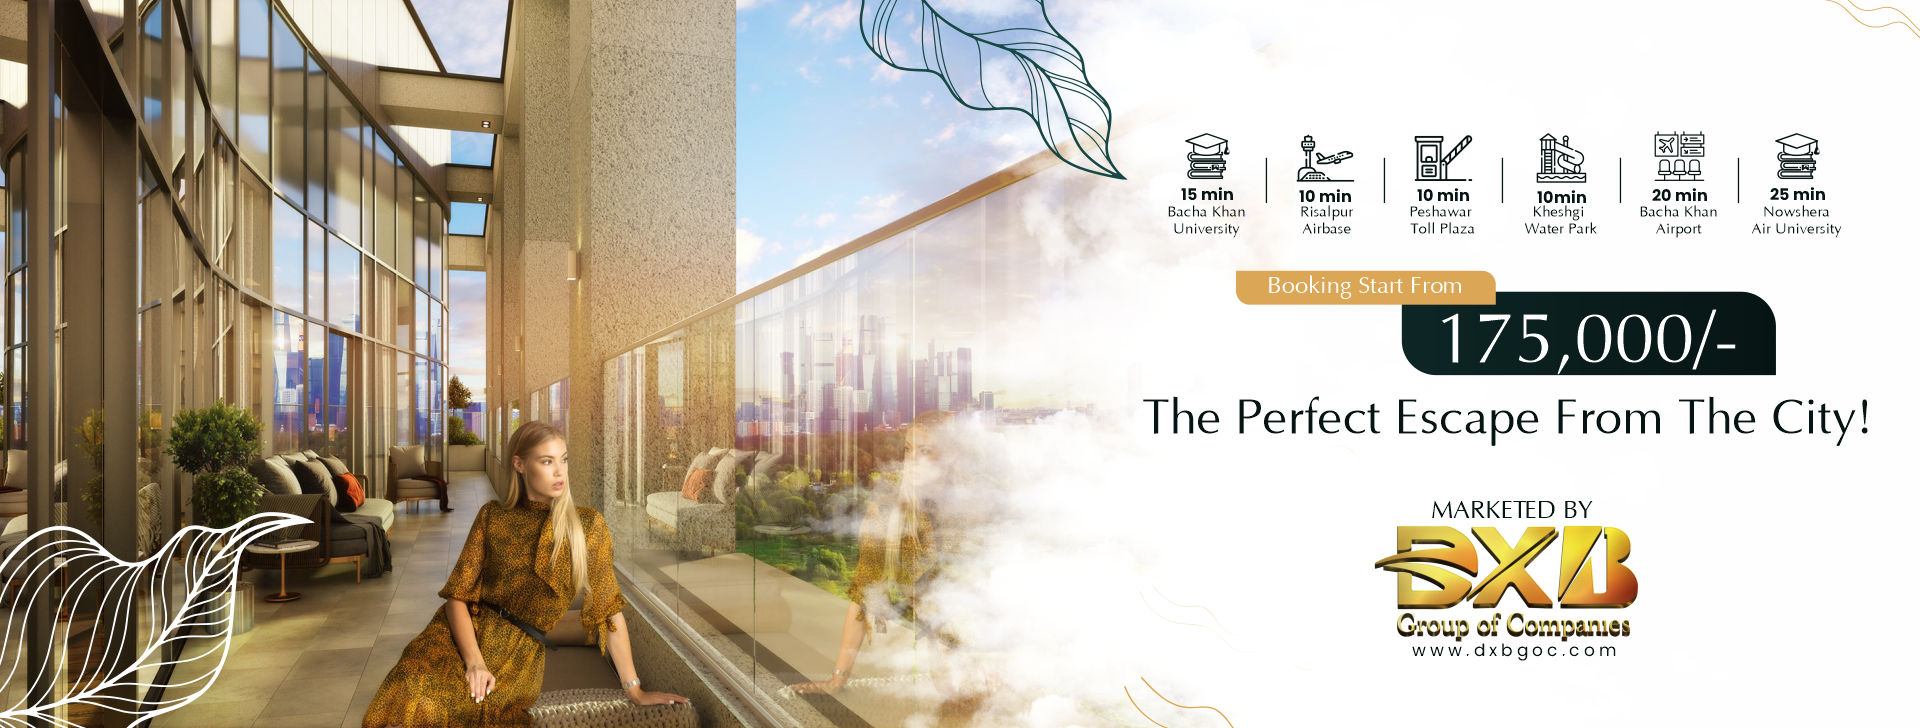 15 min
Bacha Khan
University
10 min
Risalpur
Airbase
10 min
Peshawar
Toll Plaza
10min
Kheshgi
Water Park
20 min
Bacha Khan
Airport
25 min
Nowshera
Air University
Booking Start From
175,000/-
The Perfect Escape From The City!
MARKETED BY
DXB
Group of Companies
www.dxbgoc.com